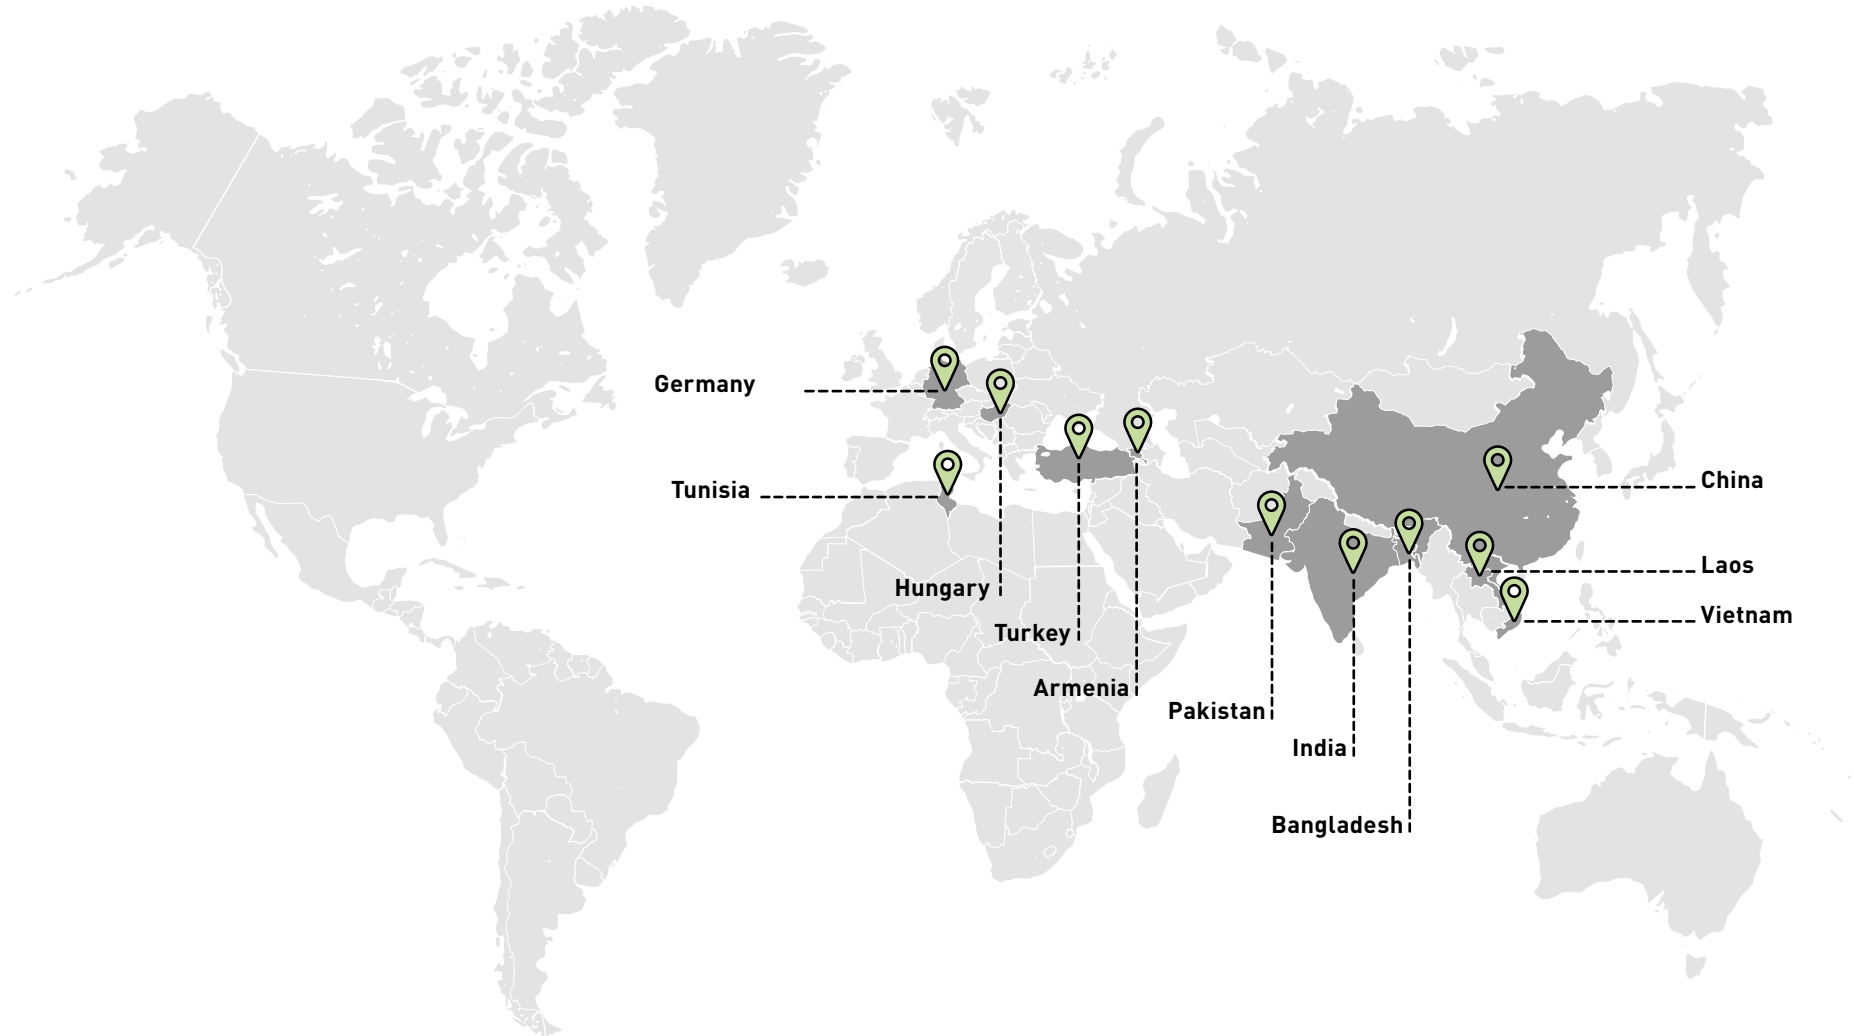 Germany
China
Tunisia
Laos
Hungary
Vietnam
Turkey
Armenia
Pakistan
India
Bangladesh